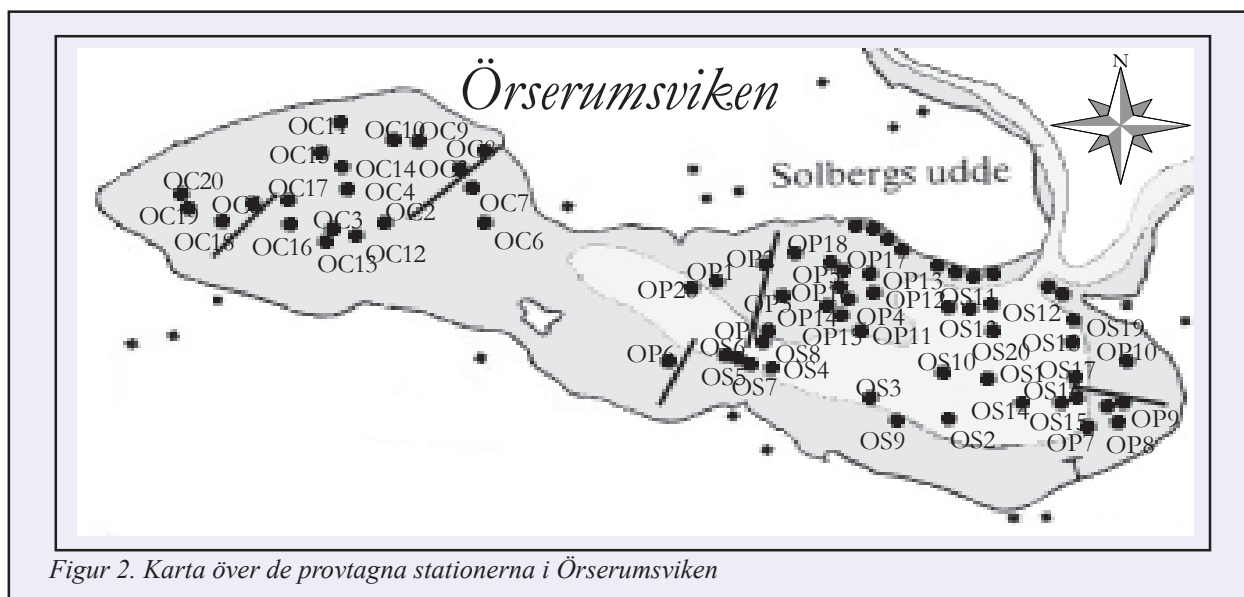 N
Örserumsviken
Solbergs udde
OC11
OC10
OC9
OC14
OC20
OC17
OC4
OC19
OC3
OC2
OC7
OC18
OC16
OC12
OC6
OC13
OP18
OP17
OP1
OP20
OP13
OP12
OS11
OS12
OP14
OP4
OP15
OP11
OS19
OS6
OS8
OS20
OP10
OP6
OS5
OS4
OS7
OS10
OS1
OS17
OS3
OS14
OS15
OS9
OS2
OP7
OP8
OP9
Figur 2. Karta över de provtagna stationerna i Örserumsviken